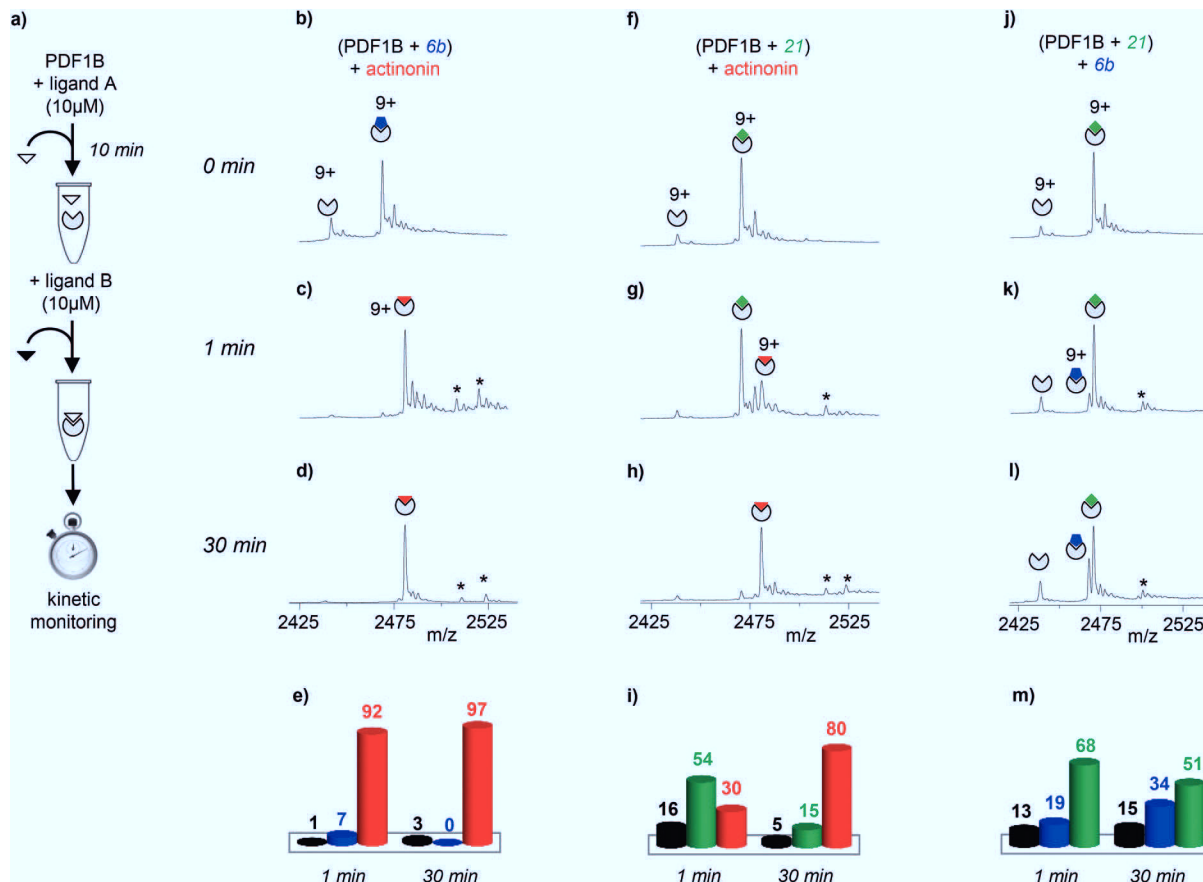 a)
PDF1B
+ ligand A
(10µM)
10 min
+ ligand B
(10µM)
kinetic
monitoring
0 min
1 min
30 min
b)
(PDF1B + 6b)
+ actinonin
9+
9+
c)
9+
* *
d)
* *
2425 2475 2525
m/z
e)
1 7 92 3 0 97
1 min 30 min
f)
(PDF1B + 21)
+ actinonin
9+
9+
g)
9+
*
h)
* *
2425 2475 2525
m/z
i)
16 54 30 5 15 80
1 min 30 min
j)
(PDF1B + 21)
+ 6b
9+
9+
k)
9+
*
l)
*
2425 2475 2525
m/z
m)
13 19 68 15 34 51
1 min 30 min